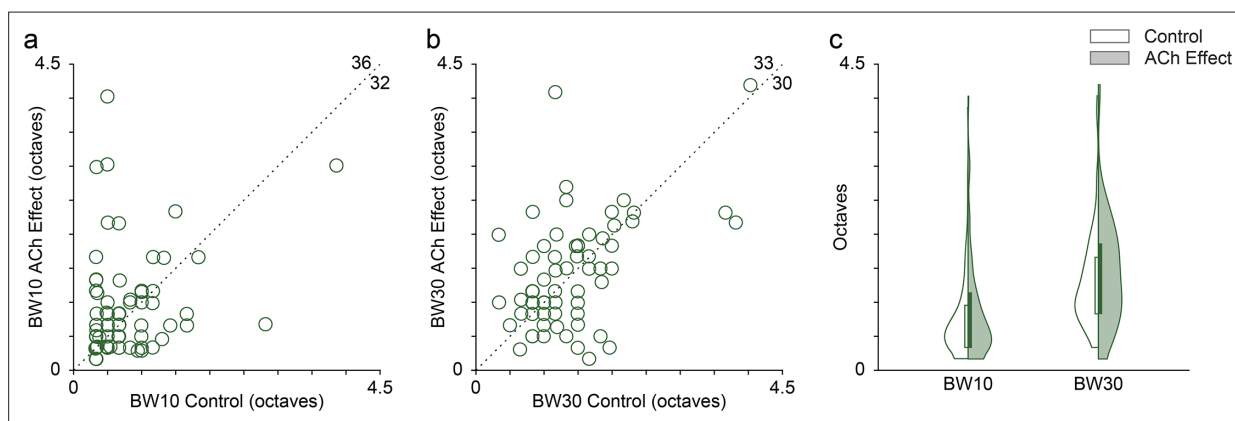 a
4.5
36
32
BW10 ACh Effect (octaves)
0
0
4.5
BW10 Control (octaves)
b
4.5
33
30
BW30 ACh Effect (octaves)
0
0
4.5
BW30 Control (octaves)
c
Control
ACh Effect
4.5
Octaves
0
BW10
BW30